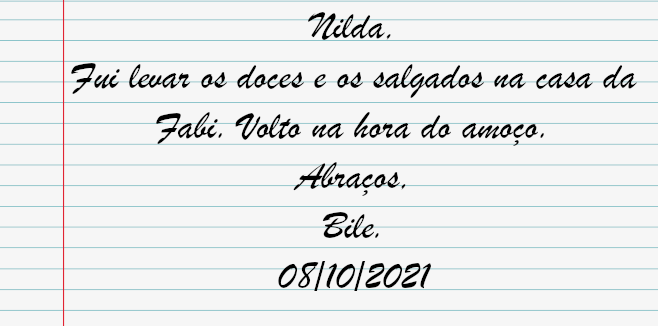 Nilda,
Fui levar os doces e os salgados na casa da
Fabi. Volto na hora do amoço.
Abraços,
Bile.
08/10/2021